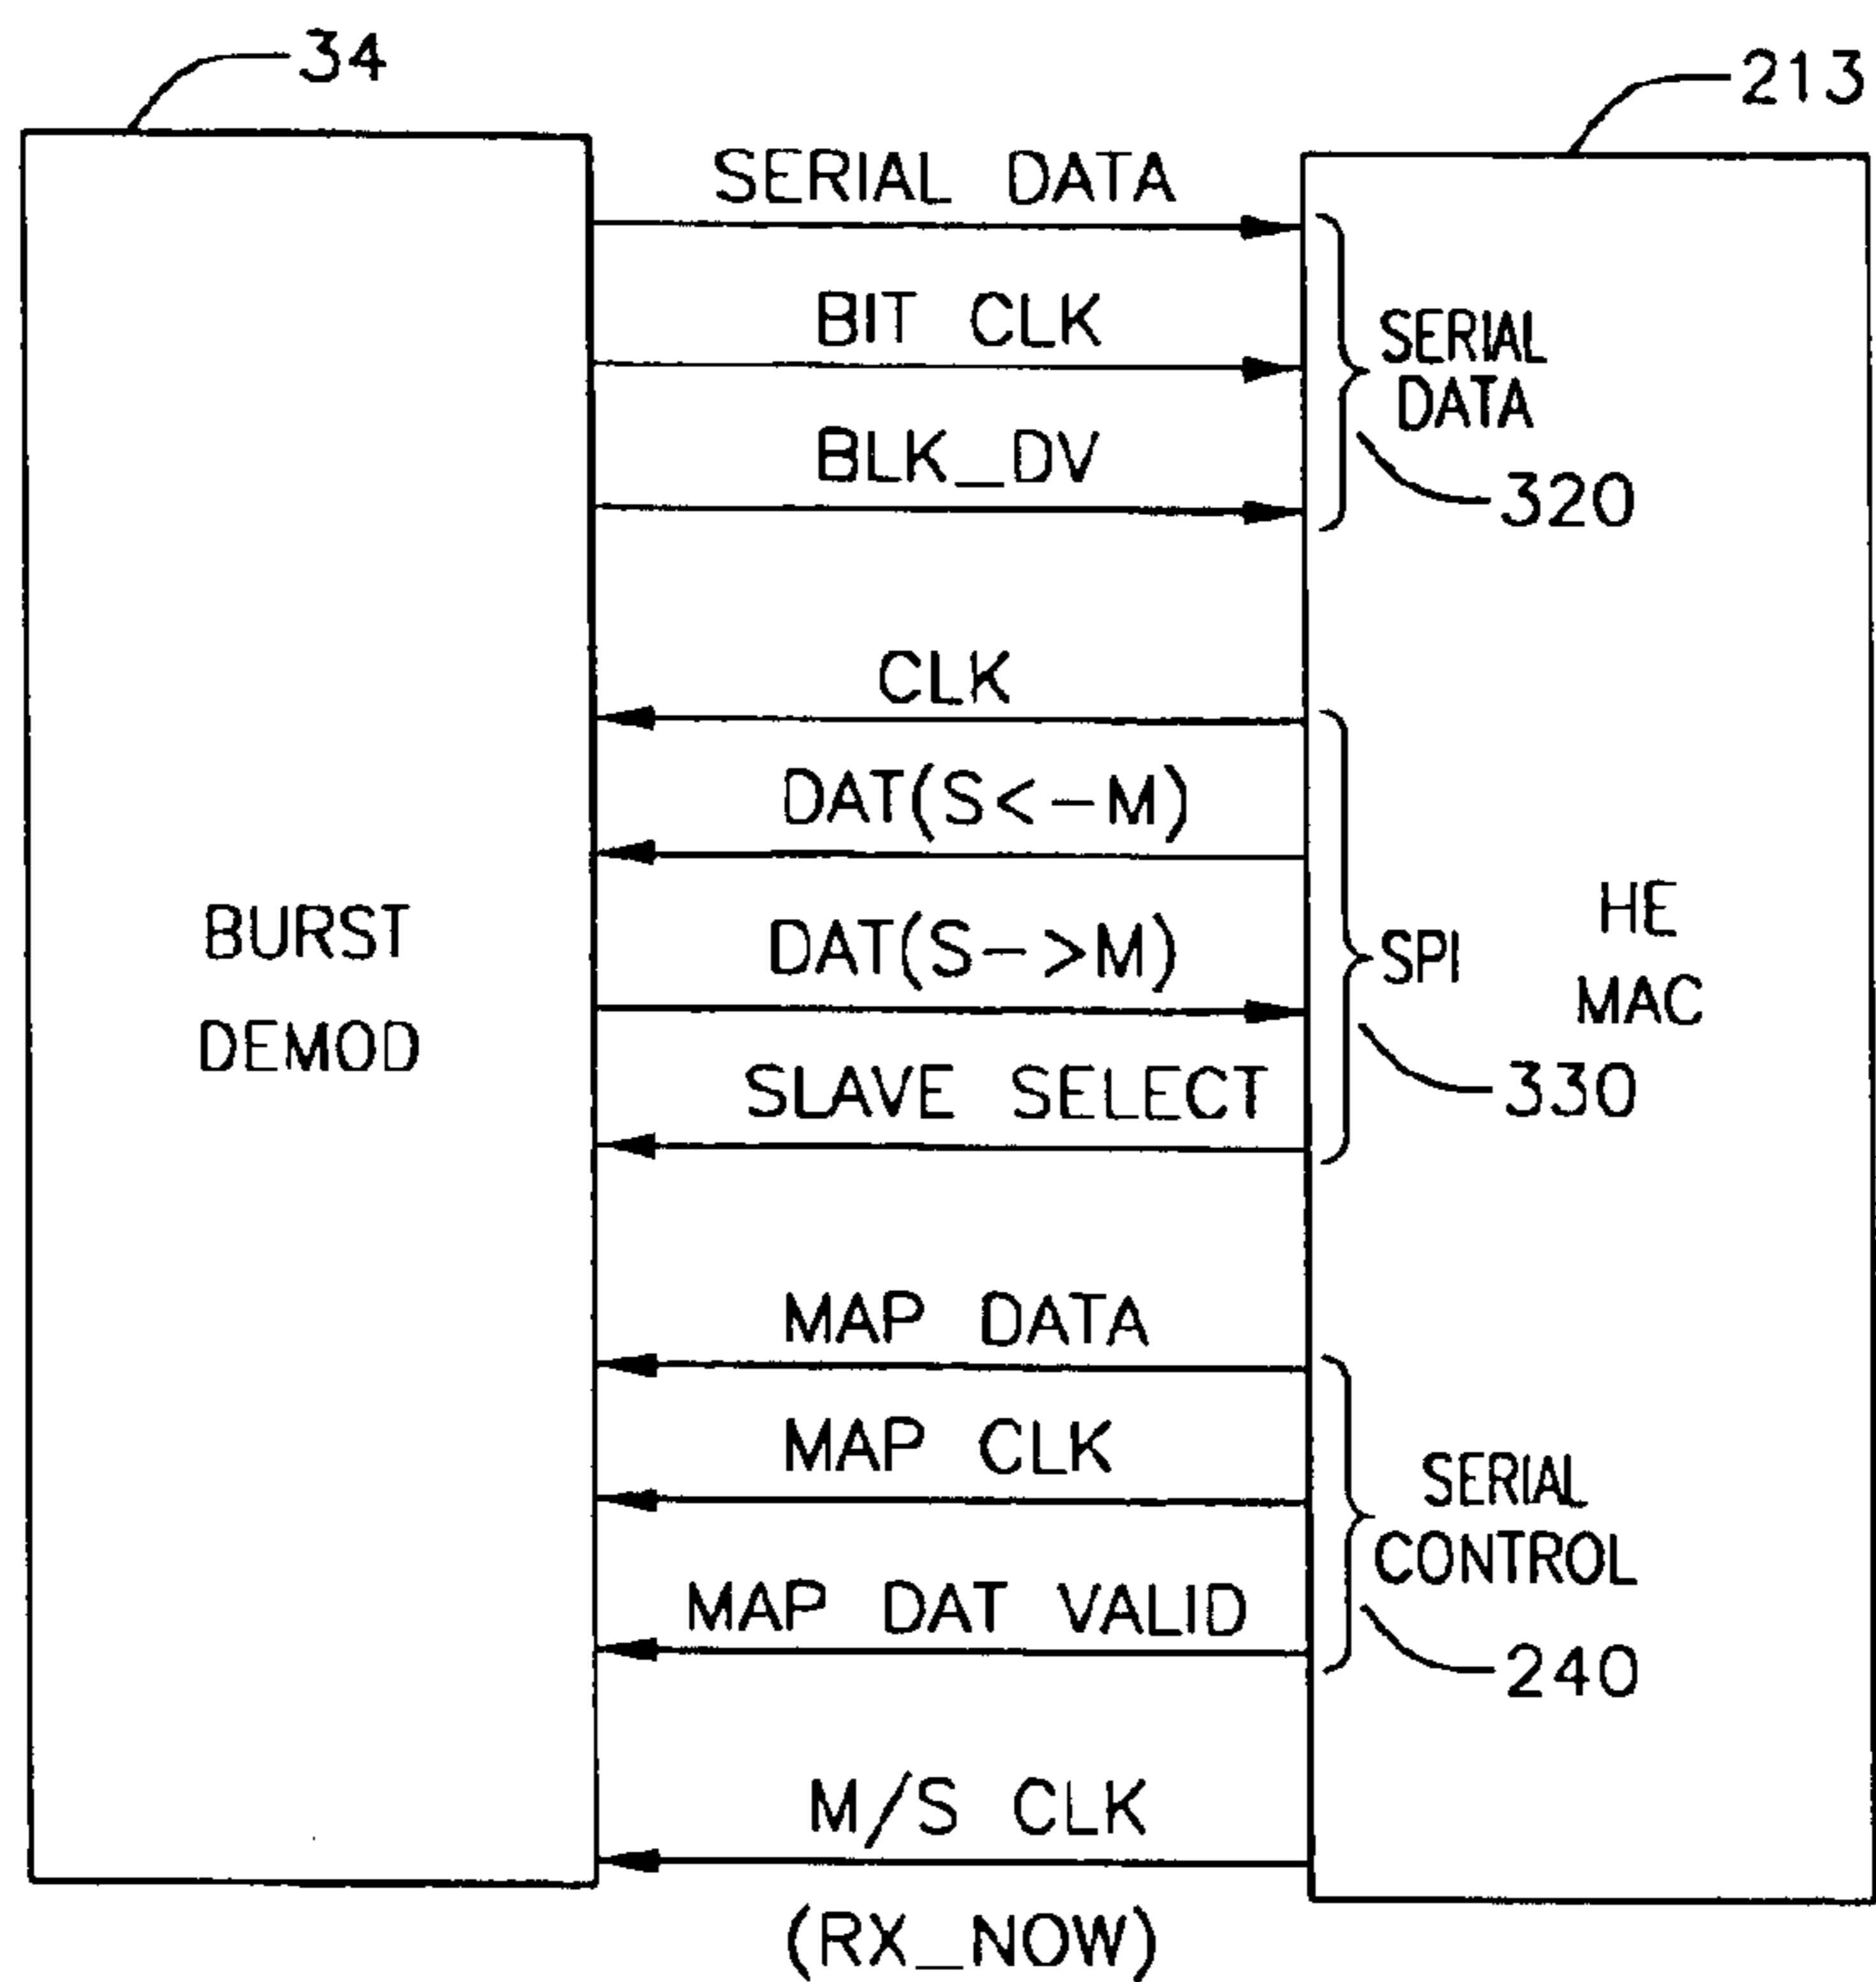 34
213
SERIAL DATA
BIT CLK
SERIAL
DATA
BLK_DV
320
CLK
DAT(S<-M)
BURST
DEMOD
DAT(S->M)
SPI
HE
MAC
SLAVE SELECT
330
MAP DATA
MAP CLK
SERIAL
CONTROL
MAP DAT VALID
240
M/S CLK
(RX_NOW)